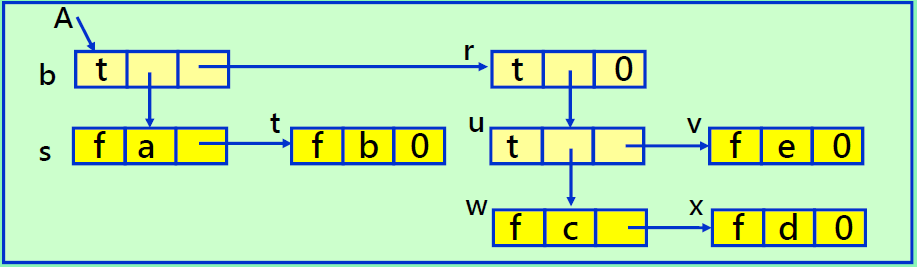 A
b t r t 0
s f a t f b 0 u t v f e 0
w f c x f d 0